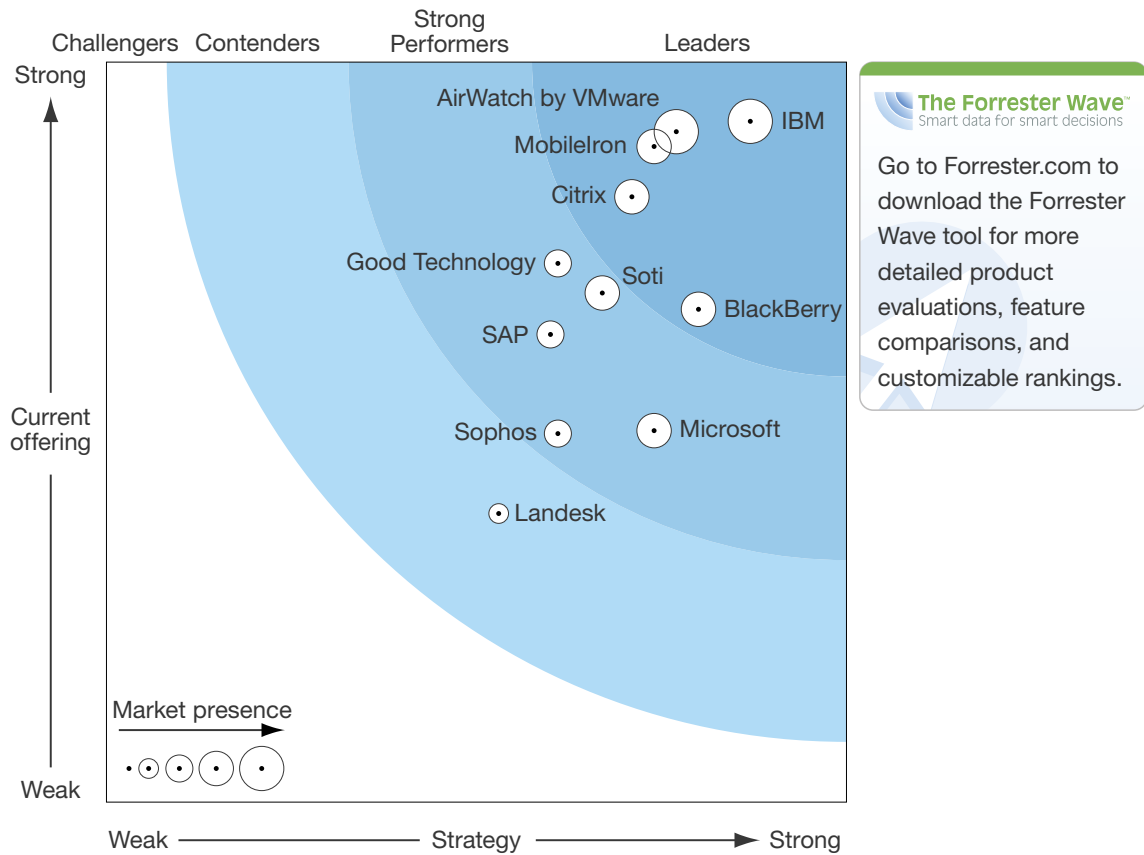 Challengers
Contenders
Strong
Performers
Leaders
Strong
AirWatch by VMware
IBM
MobileIron
Citrix
Good Technology
Soti
BlackBerry
SAP
Current
offering
Sophos
Microsoft
Landesk
Market presence
Weak
Weak
Strategy
Strong
The Forrester Wave™
Smart data for smart decisions
Go to Forrester.com to
download the Forrester
Wave tool for more
detailed product
evaluations, feature
comparisons, and
customizable rankings.